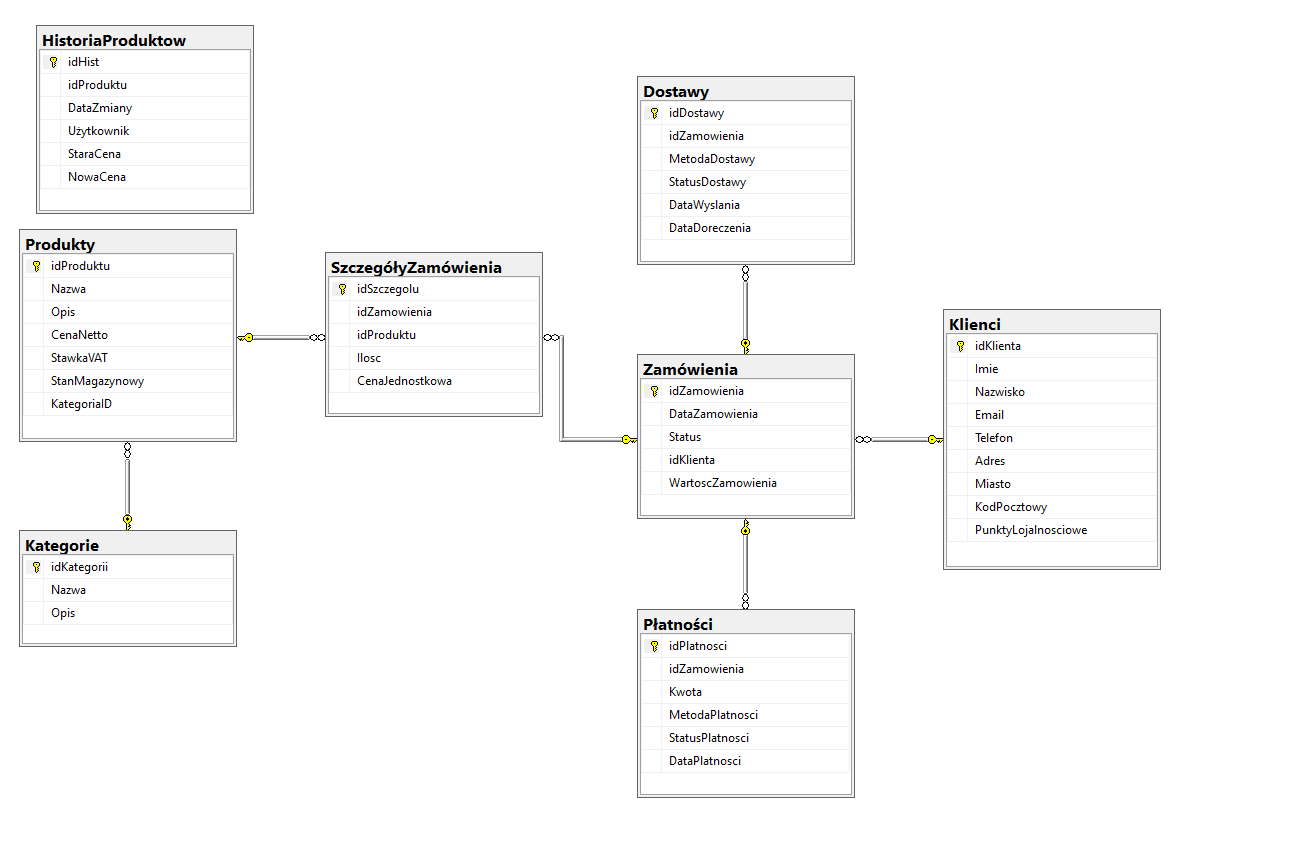 HistoriaProduktow
idHist
idProduktu
DataZmiany
Użytkownik
StaraCena
NowaCena
Produkty
idProduktu
Nazwa
Opis
CenaNetto
StawkaVAT
StanMagazynowy
KategoriaID
Kategorie
idKategorii
Nazwa
Opis
SzczegółyZamówienia
idSzczegolu
idZamowienia
idProduktu
Ilosc
CenaJednostkowa
Dostawy
idDostawy
idZamowienia
MetodaDostawy
StatusDostawy
DataWyslania
DataDoreczenia
Zamówienia
idZamowienia
DataZamowienia
Status
idKlienta
WartoscZamowienia
Płatności
idPlatnosci
idZamowienia
Kwota
MetodaPlatnosci
StatusPlatnosci
DataPlatnosci
Klienci
idKlienta
Imie
Nazwisko
Email
Telefon
Adres
Miasto
KodPocztowy
PunktyLojalnosciowe